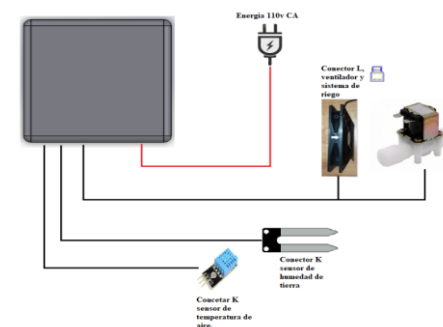 Energía 110v CA
Conector L,
ventilador y
sistema de
riego
Conector K
sensor de
humedad de
tierra
Concetar K
sensor de
temperatura de
aire.